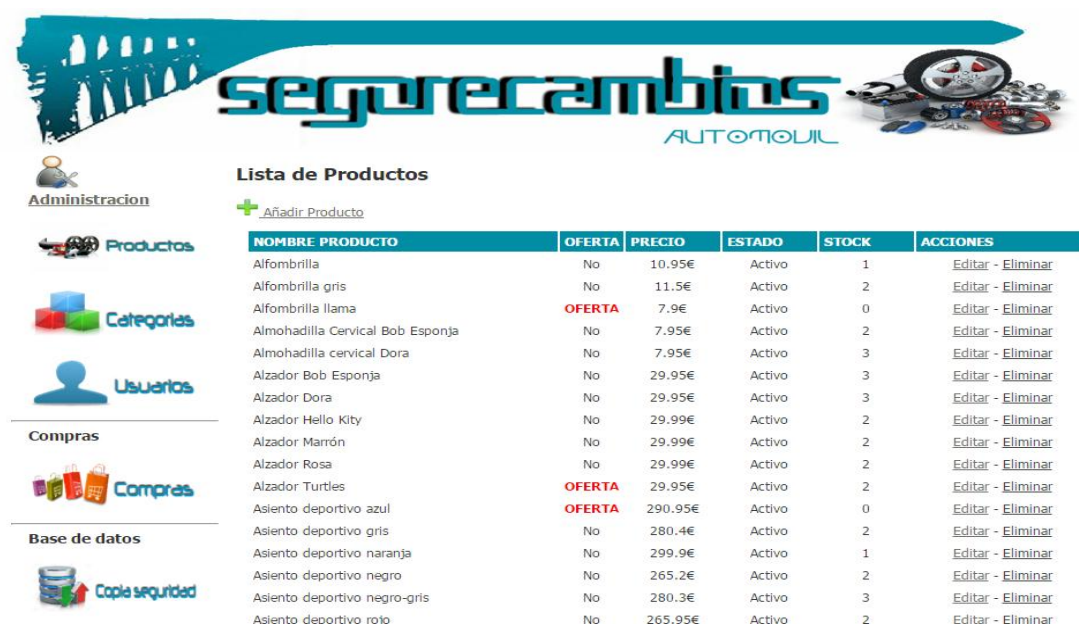 segorecambios
AUTOMOVIL
Administracion
Productos
Categorias
Usuarios
Compras
Compras
Base de datos
Copia seguridad
Lista de Productos
Añadir Producto
NOMBRE PRODUCTO OFERTA PRECIO ESTADO STOCK ACCIONES
Alfombrilla No 10.95€ Activo 1 Editar - Eliminar
Alfombrilla gris No 11.5€ Activo 2 Editar - Eliminar
Alfombrilla llama OFERTA 7.9€ Activo 0 Editar - Eliminar
Almohadilla Cervical Bob Esponja No 7.95€ Activo 2 Editar - Eliminar
Almohadilla cervical Dora No 7.95€ Activo 3 Editar - Eliminar
Alzador Bob Esponja No 29.95€ Activo 3 Editar - Eliminar
Alzador Dora No 29.95€ Activo 3 Editar - Eliminar
Alzador Hello Kity No 29.99€ Activo 2 Editar - Eliminar
Alzador Marrón No 29.99€ Activo 2 Editar - Eliminar
Alzador Rosa No 29.99€ Activo 2 Editar - Eliminar
Alzador Turtles OFERTA 29.95€ Activo 2 Editar - Eliminar
Asiento deportivo azul OFERTA 290.95€ Activo 0 Editar - Eliminar
Asiento deportivo gris No 280.4€ Activo 2 Editar - Eliminar
Asiento deportivo naranja No 299.9€ Activo 1 Editar - Eliminar
Asiento deportivo negro No 265.2€ Activo 2 Editar - Eliminar
Asiento deportivo negro-gris No 280.3€ Activo 3 Editar - Eliminar
Asiento deportivo rojo No 265.95€ Activo 2 Editar - Eliminar